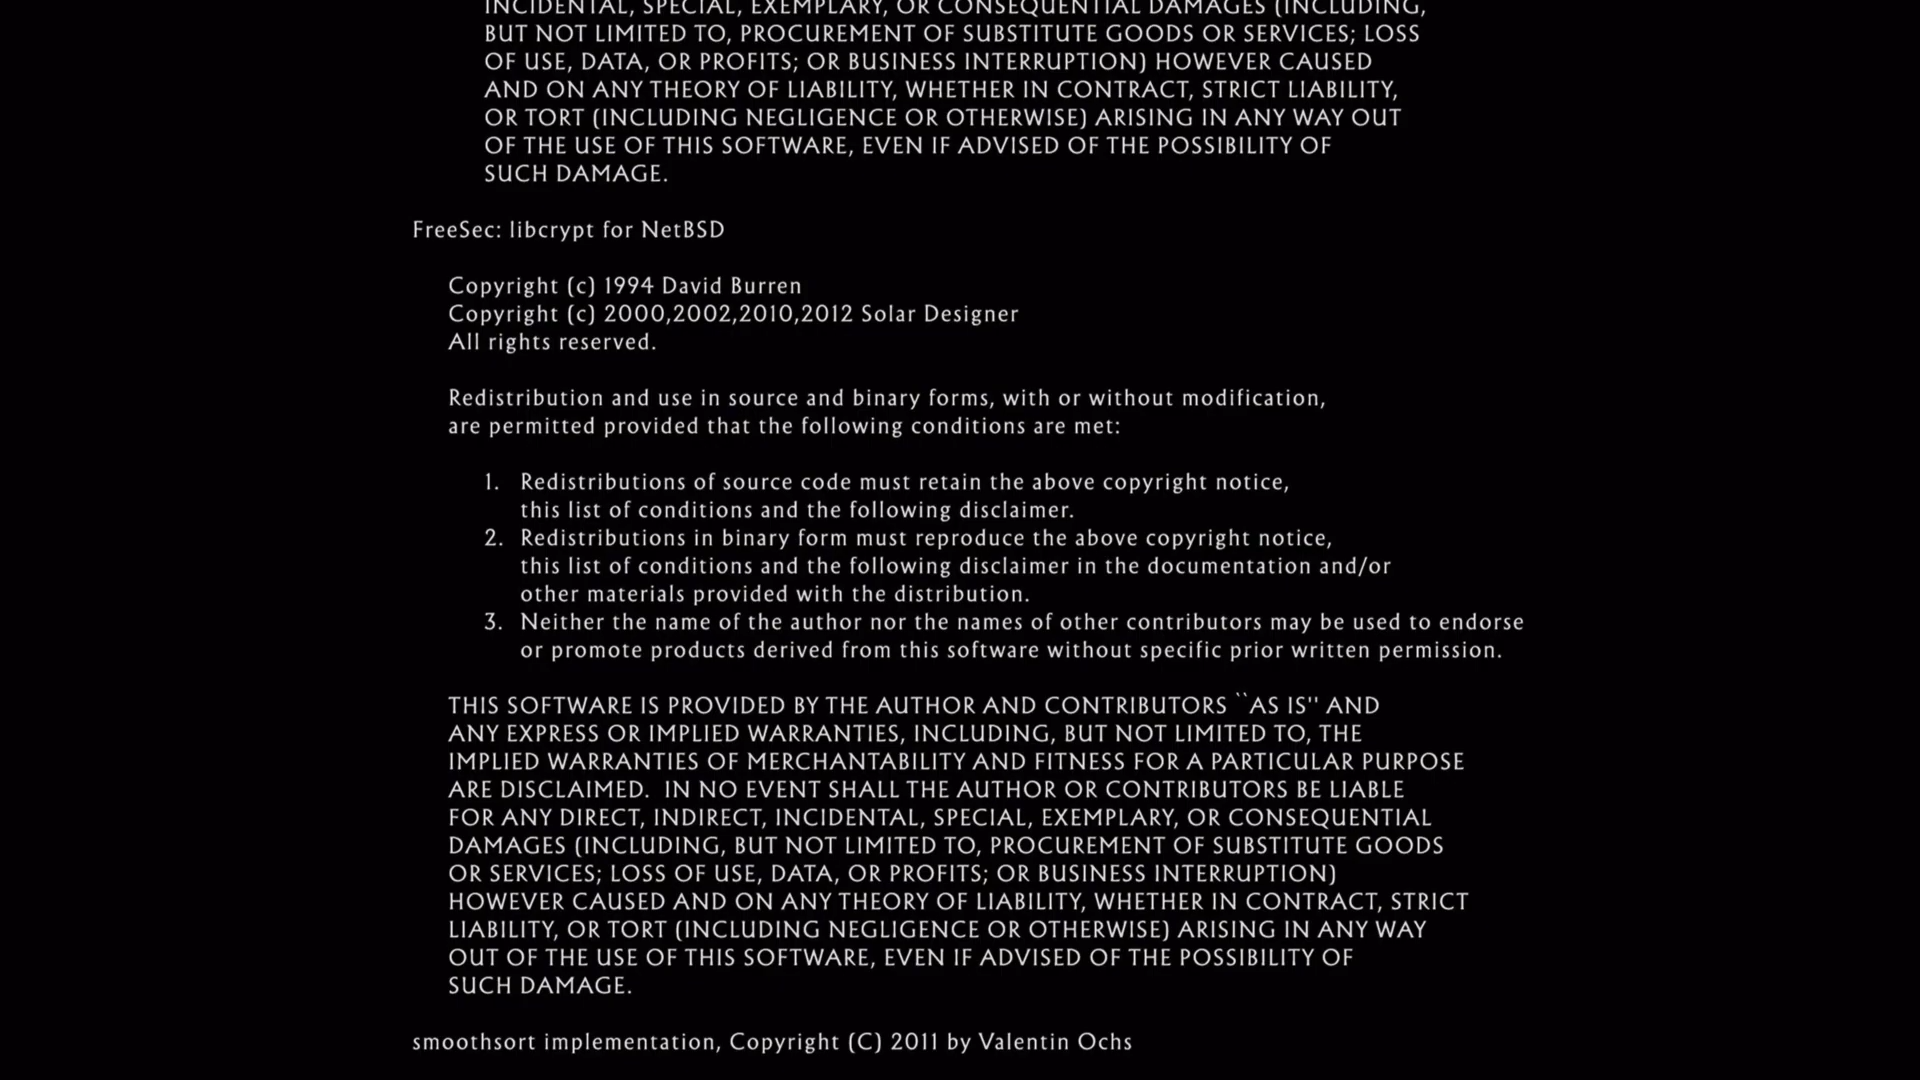 INCIDENTAL, SPECIAL, EXEMPLARY, OR CONSEQUENTIAL DAMAGES (INCLUDING,
BUT NOT LIMITED TO, PROCUREMENT OF SUBSTITUTE GOODS OR SERVICES; LOSS
OF USE, DATA, OR PROFITS; OR BUSINESS INTERRUPTION) HOWEVER CAUSED
AND ON ANY THEORY OF LIABILITY, WHETHER IN CONTRACT, STRICT LIABILITY,
OR TORT (INCLUDING NEGLIGENCE OR OTHERWISE) ARISING IN ANY WAY OUT
OF THE USE OF THIS SOFTWARE, EVEN IF ADVISED OF THE POSSIBILITY OF
SUCH DAMAGE.
FreeSec: libcrypt for NetBSD
Copyright (c) 1994 David Burren
Copyright (c) 2000,2002,2010,2012 Solar Designer
All rights reserved.
Redistribution and use in source and binary forms, with or without modification,
are permitted provided that the following conditions are met:
1. Redistributions of source code must retain the above copyright notice,
this list of conditions and the following disclaimer.
2. Redistributions in binary form must reproduce the above copyright notice,
this list of conditions and the following disclaimer in the documentation and/or
other materials provided with the distribution.
3. Neither the name of the author nor the names of other contributors may be used to endorse
or promote products derived from this software without specific prior written permission.
THIS SOFTWARE IS PROVIDED BY THE AUTHOR AND CONTRIBUTORS ``AS IS'' AND
ANY EXPRESS OR IMPLIED WARRANTIES, INCLUDING, BUT NOT LIMITED TO, THE
IMPLIED WARRANTIES OF MERCHANTABILITY AND FITNESS FOR A PARTICULAR PURPOSE
ARE DISCLAIMED.  IN NO EVENT SHALL THE AUTHOR OR CONTRIBUTORS BE LIABLE
FOR ANY DIRECT, INDIRECT, INCIDENTAL, SPECIAL, EXEMPLARY, OR CONSEQUENTIAL
DAMAGES (INCLUDING, BUT NOT LIMITED TO, PROCUREMENT OF SUBSTITUTE GOODS
OR SERVICES; LOSS OF USE, DATA, OR PROFITS; OR BUSINESS INTERRUPTION)
HOWEVER CAUSED AND ON ANY THEORY OF LIABILITY, WHETHER IN CONTRACT, STRICT
LIABILITY, OR TORT (INCLUDING NEGLIGENCE OR OTHERWISE) ARISING IN ANY WAY
OUT OF THE USE OF THIS SOFTWARE, EVEN IF ADVISED OF THE POSSIBILITY OF
SUCH DAMAGE.
smoothsort implementation, Copyright (C) 2011 by Valentin Ochs